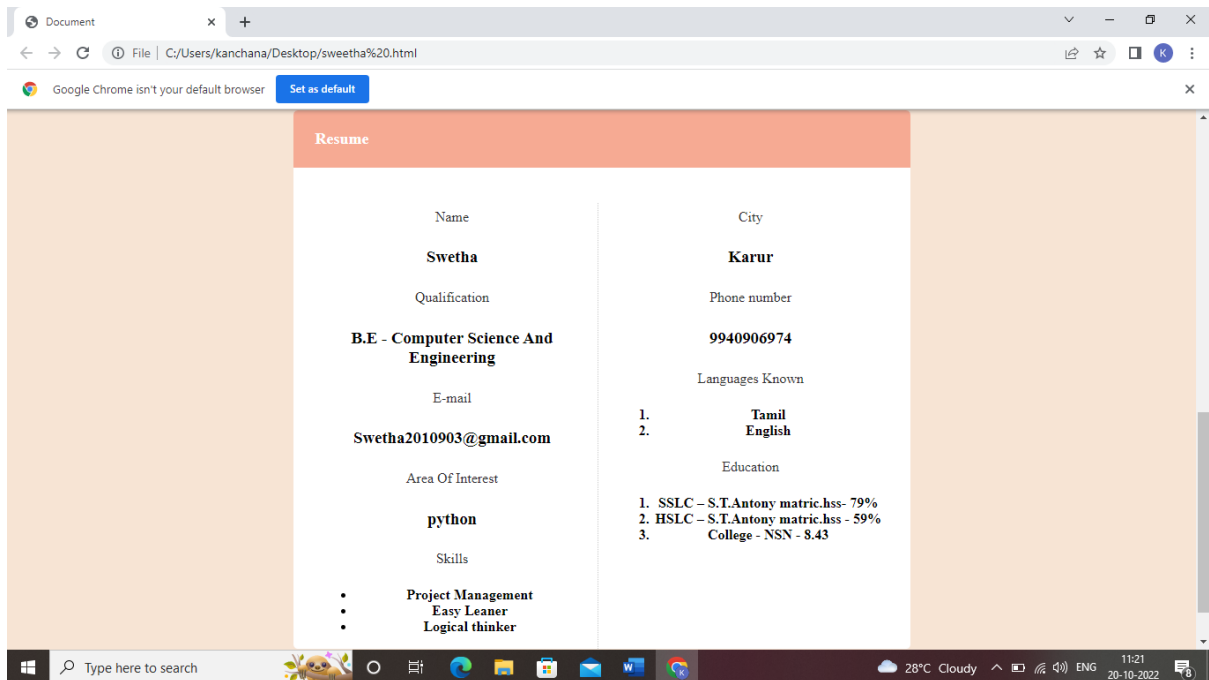 Document
File | C:/Users/kanchana/Desktop/sweetha%20.html
K
Google Chrome isn't your default browser
Set as default
Resume
Name
Swetha
Qualification
B.E - Computer Science And
Engineering
E-mail
Swetha2010903@gmail.com
Area Of Interest
python
Skills
• Project Management
• Easy Leaner
• Logical thinker
City
Karur
Phone number
9940906974
Languages Known
1. Tamil
2. English
Education
1. SSLC – S.T.Antony matric.hss- 79%
2. HSLC – S.T.Antony matric.hss - 59%
3. College - NSN - 8.43
Type here to search
W
K
28°C Cloudy
ENG
11:21
20-10-2022
8